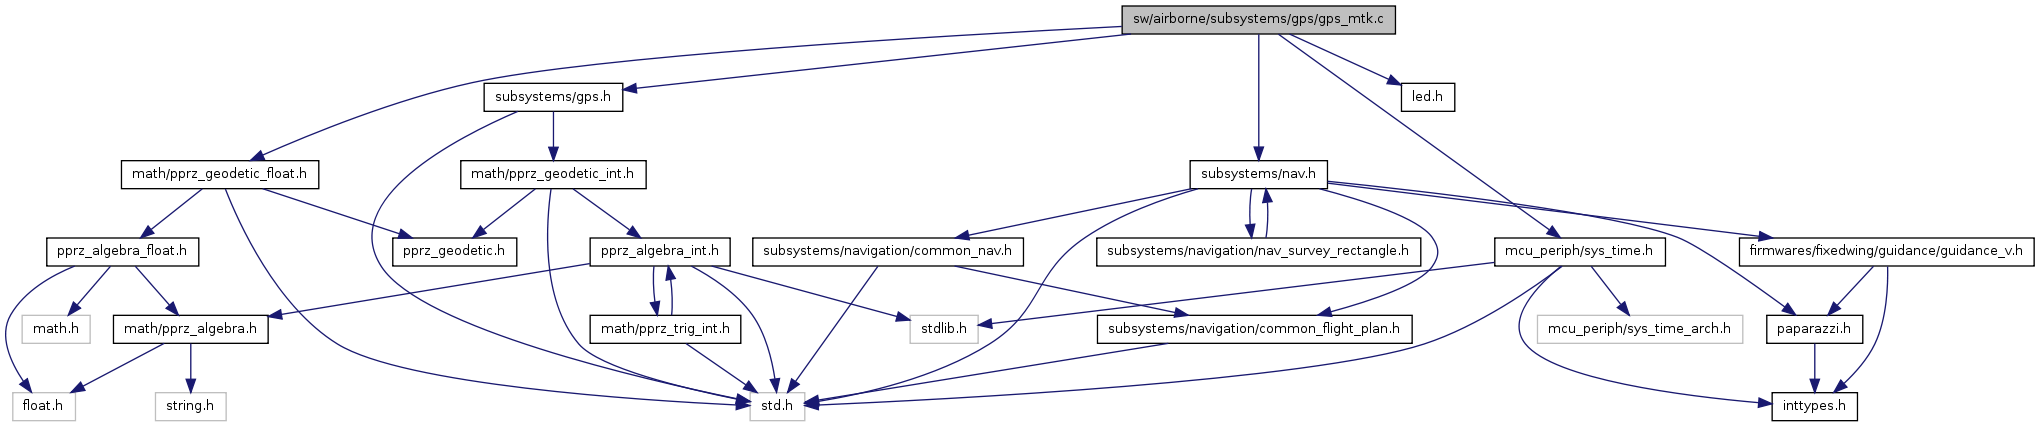 sw/airborne/subsystems/gps/gps_mtk.c
subsystems/gps.h
led.h
math/pprz_geodetic_float.h
math/pprz_geodetic_int.h
subsystems/nav.h
pprz_algebra_float.h
pprz_geodetic.h
pprz_algebra_int.h
subsystems/navigation/common_nav.h
subsystems/navigation/nav_survey_rectangle.h
mcu_periph/sys_time.h
firmwares/fixedwing/guidance/guidance_v.h
math.h
math/pprz_algebra.h
math/pprz_trig_int.h
stdlib.h
subsystems/navigation/common_flight_plan.h
mcu_periph/sys_time_arch.h
paparazzi.h
float.h
string.h
std.h
inttypes.h